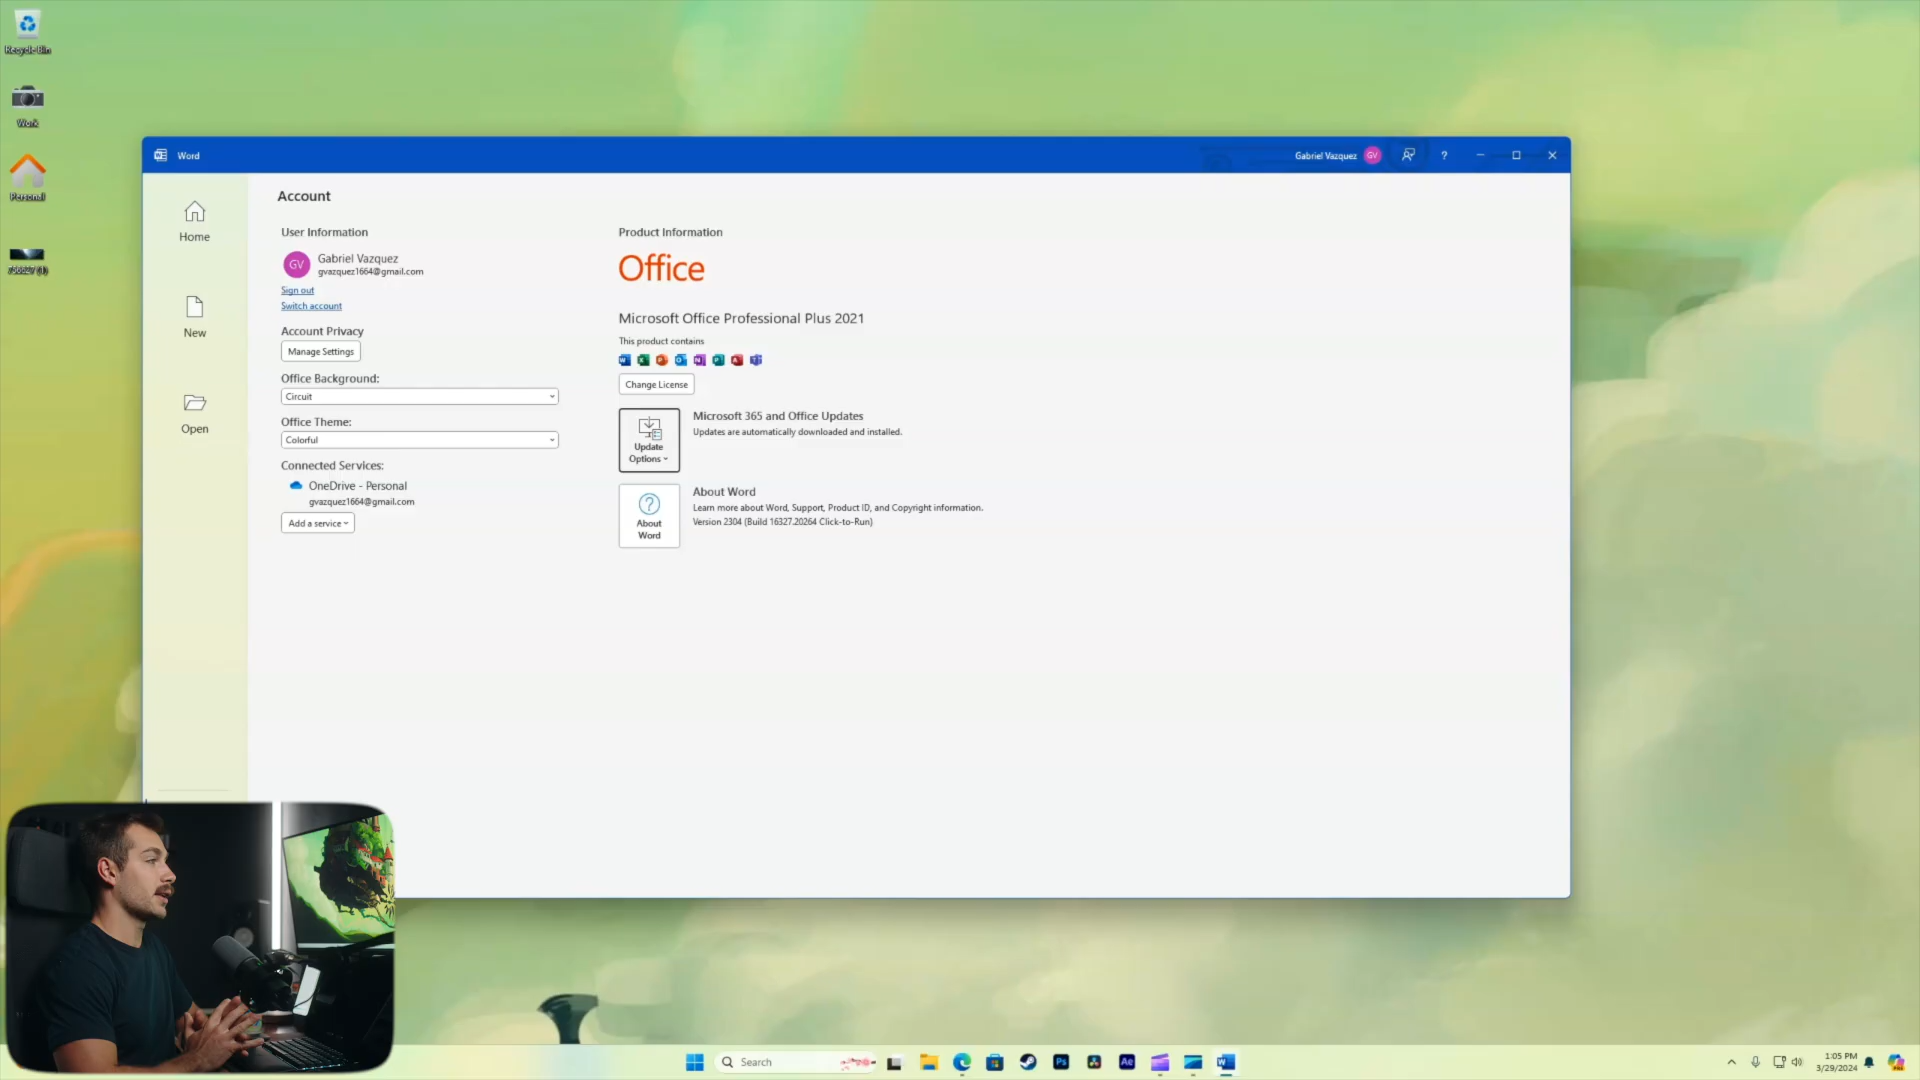 Recycle Bin
Work
Personal
Word
Gabriel Vazquez GV
?
Home
New
Open
Account
User Information
GV
Gabriel Vazquez
gvazquez1664@gmail.com
Sign out
Switch account
Account Privacy
Manage Settings
Office Background:
Circuit
Office Theme:
Colorful
Connected Services:
OneDrive - Personal
gvazquez1664@gmail.com
Add a service
Product Information
Office
Microsoft Office Professional Plus 2021
This product contains
Change License
Update
Options
Microsoft 365 and Office Updates
Updates are automatically downloaded and installed.
About
Word
About Word
Learn more about Word, Support, Product ID, and Copyright information.
Version 2304 (Build 16327.20264 Click-to-Run)
Search
Ps
Ae
W
1:05 PM
3/29/2024